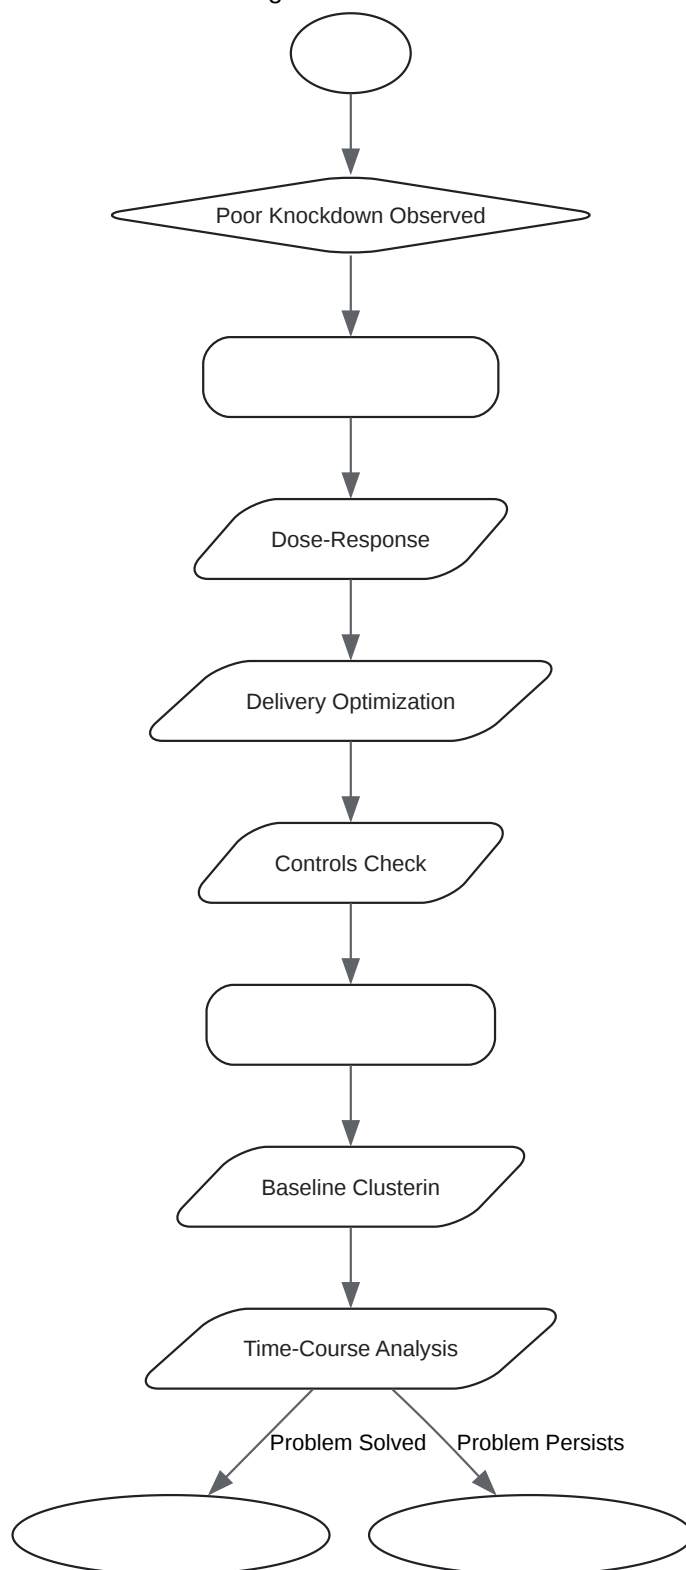 Poor Knockdown Observed
Dose-Response
Delivery Optimization
Controls Check
Baseline Clusterin
Time-Course Analysis
Problem Solved
Problem Persists